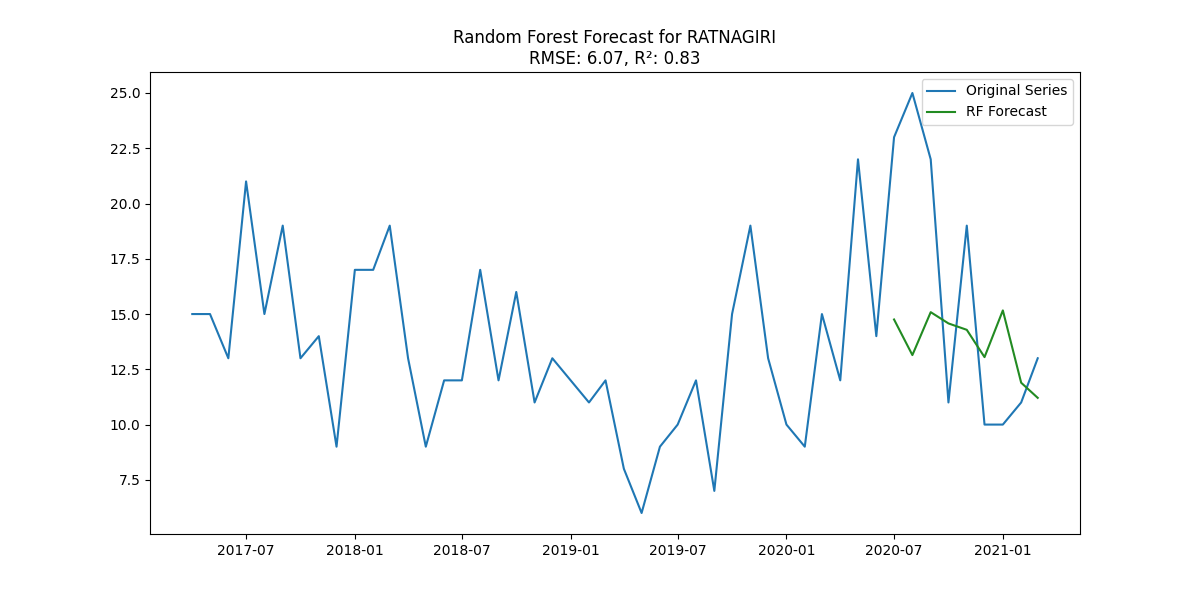 Random Forest Forecast for RATNAGIRI
RMSE: 6.07, R²: 0.83
Original Series
RF Forecast
25.0
22.5
20.0
17.5
15.0
12.5
10.0
7.5
2017-07 2018-01 2018-07 2019-01 2019-07 2020-01 2020-07 2021-01